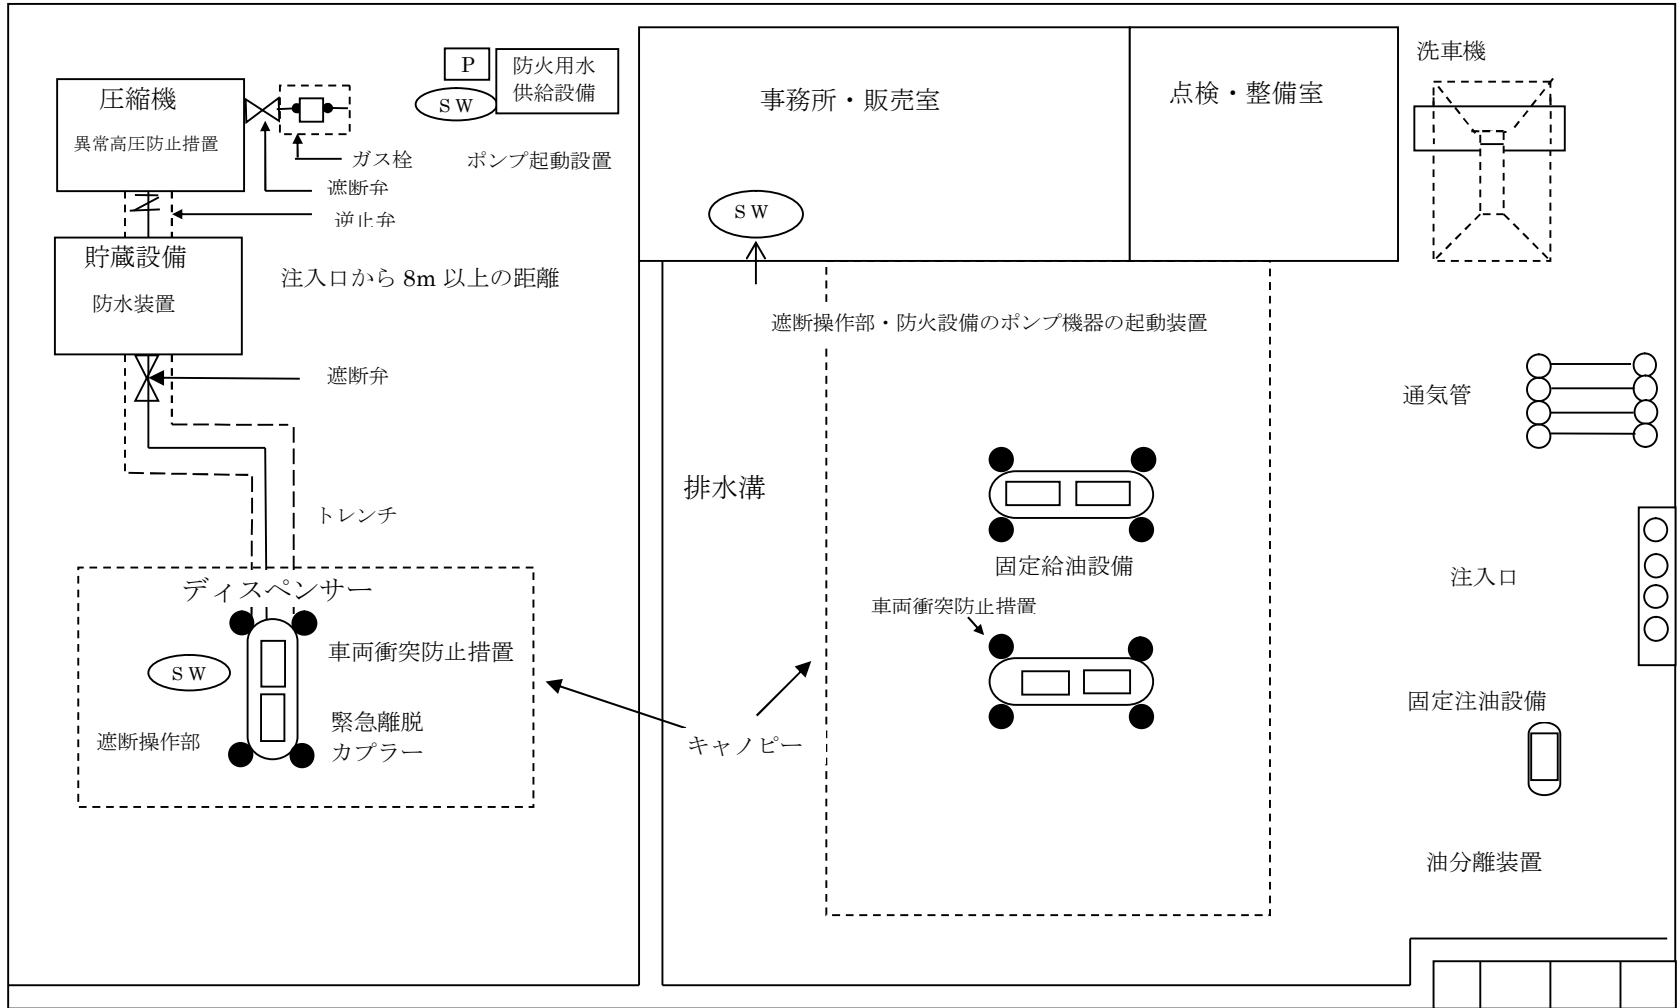 圧縮機
異常高圧防止措置
P
SW
防火用水
供給設備
ガス栓
ポンプ起動設置
遮断弁
逆止弁
貯蔵設備
防水装置
注入口から 8m 以上の距離
遮断弁
トレンチ
ディスペンサー
車両衝突防止措置
SW
緊急離脱
カプラー
遮断操作部
事務所・販売室
点検・整備室
SW
遮断操作部・防火設備のポンプ機器の起動装置
排水溝
固定給油設備
車両衝突防止措置
キャノピー
洗車機
通気管
注入口
固定注油設備
油分離装置